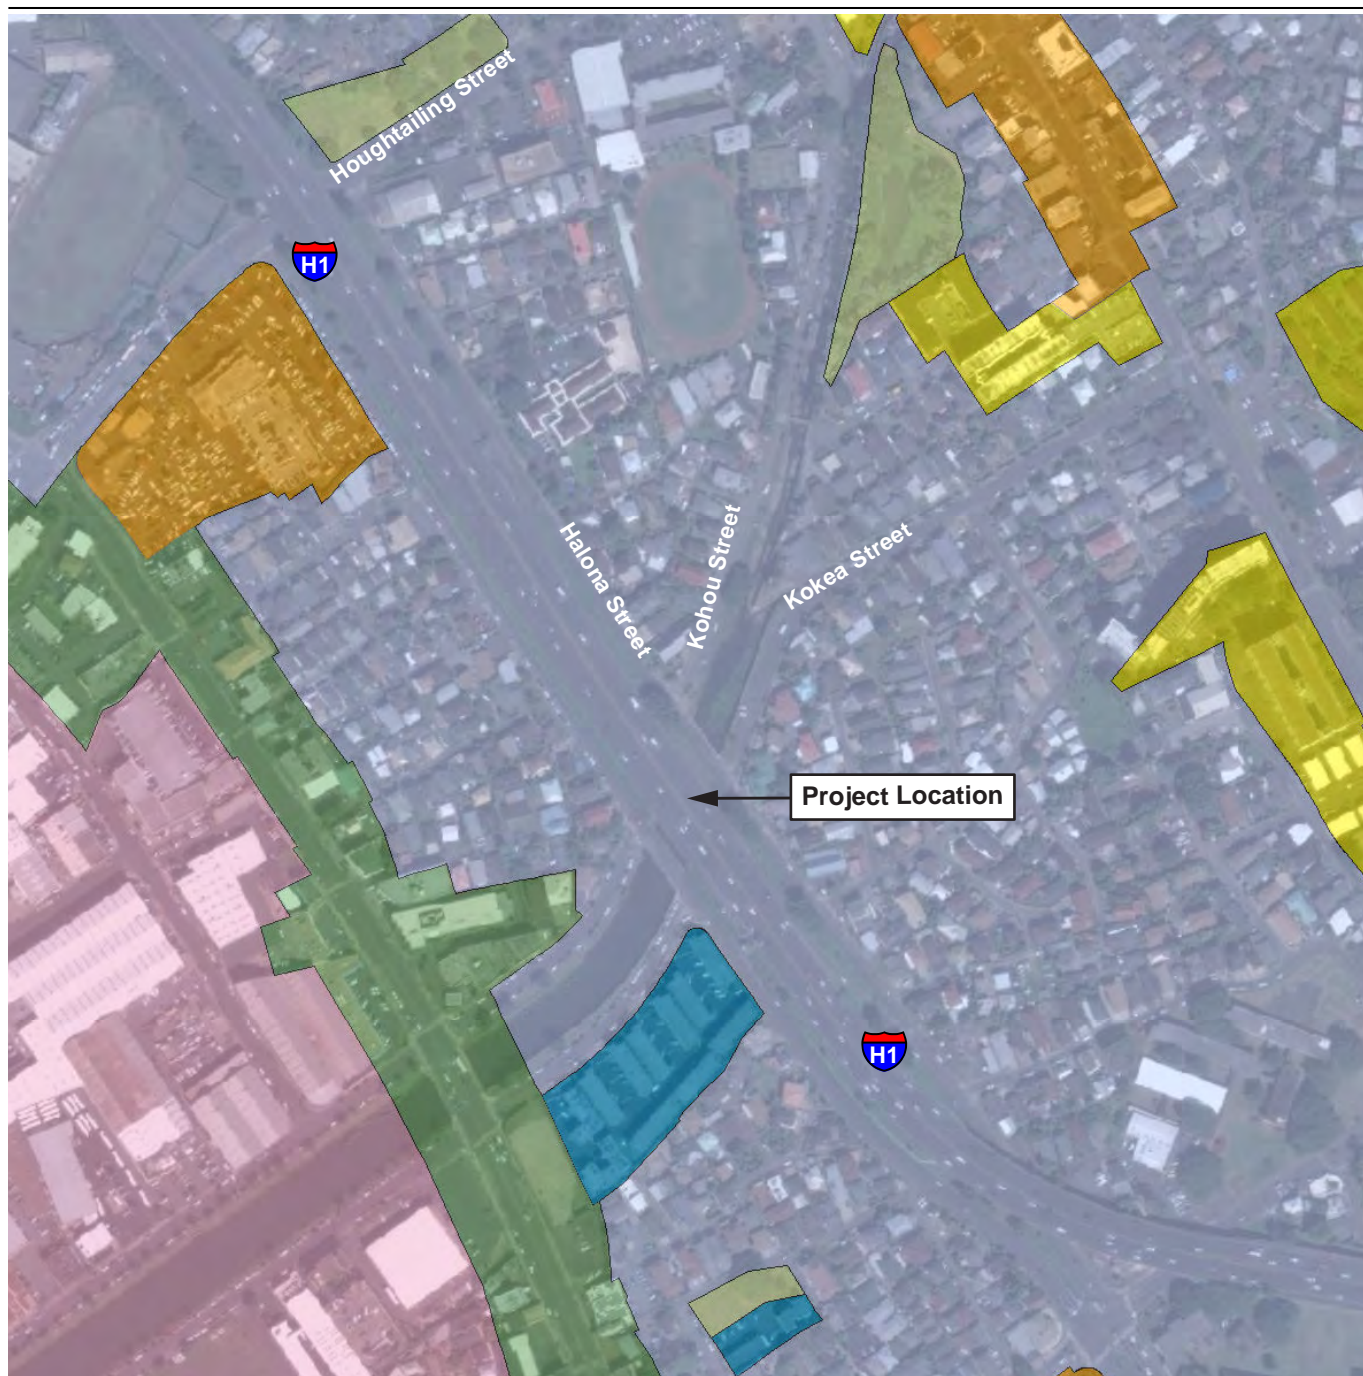 Houghtailing Street
H1
Halona Street
Kohou Street
Kokea Street
Project Location
H1